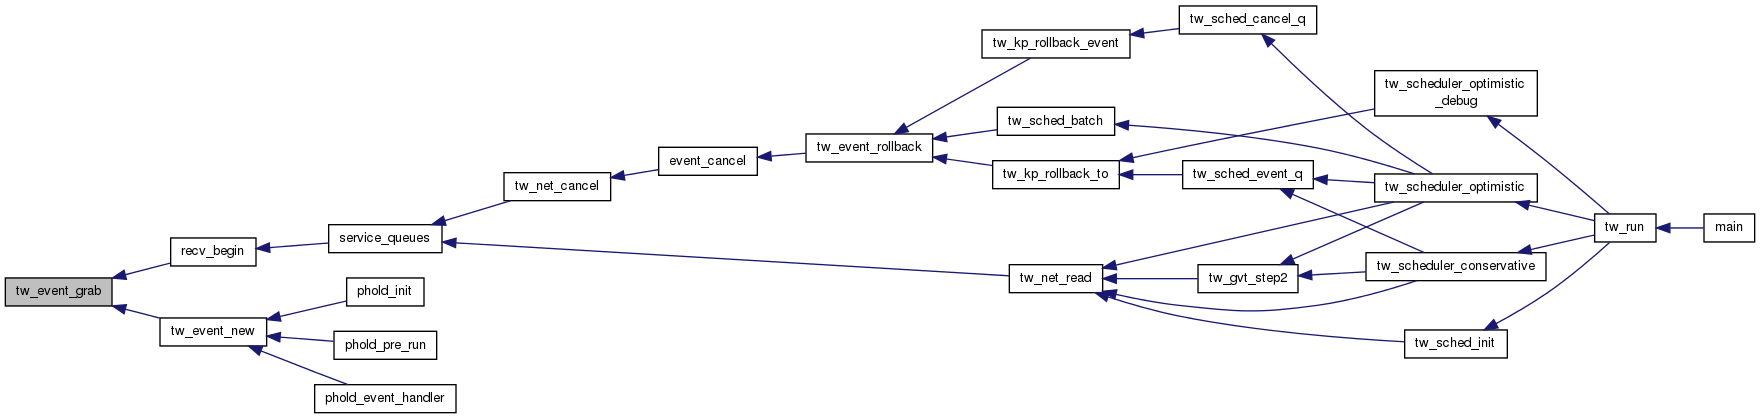 tw_sched_cancel_q
tw_kp_rollback_event
tw_scheduler_optimistic
_debug
tw_sched_batch
tw_event_rollback
event_cancel
tw_kp_rollback_to
tw_sched_event_q
tw_net_cancel
tw_scheduler_optimistic
tw_run
main
service_queues
recv_begin
tw_scheduler_conservative
tw_net_read
tw_gvt_step2
tw_event_grab
phold_init
tw_event_new
phold_pre_run
tw_sched_init
phold_event_handler